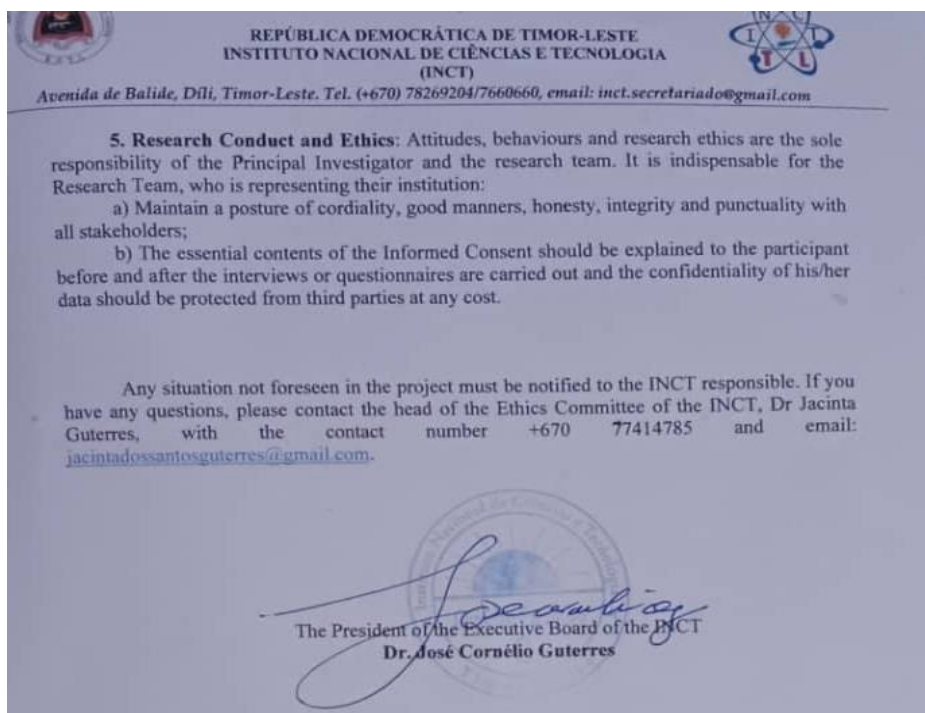 REPÚBLICA DEMOCRÁTICA DE TIMOR-LESTE
INSTITUTO NACIONAL DE CIÊNCIAS E TECNOLOGIA
(INCT)
Avenida de Balide, Díli, Timor-Leste. Tel. (+670) 78269204/7660660, email: inct.secretariado@gmail.com
5. Research Conduct and Ethics: Attitudes, behaviours and research ethics are the sole
responsibility of the Principal Investigator and the research team. It is indispensable for the
Research Team, who is representing their institution:
a) Maintain a posture of cordiality, good manners, honesty, integrity and punctuality with
all stakeholders;
b) The essential contents of the Informed Consent should be explained to the participant
before and after the interviews or questionnaires are carried out and the confidentiality of his/her
data should be protected from third parties at any cost.
Any situation not foreseen in the project must be notified to the INCT responsible. If you
have any questions, please contact the head of the Ethics Committee of the INCT, Dr Jacinta
Guterres, with the contact number +670 77414785 and email:
jacintadossantosguterres@gmail.com.
The President of the Executive Board of the INCT
Dr. José Cornélio Guterres